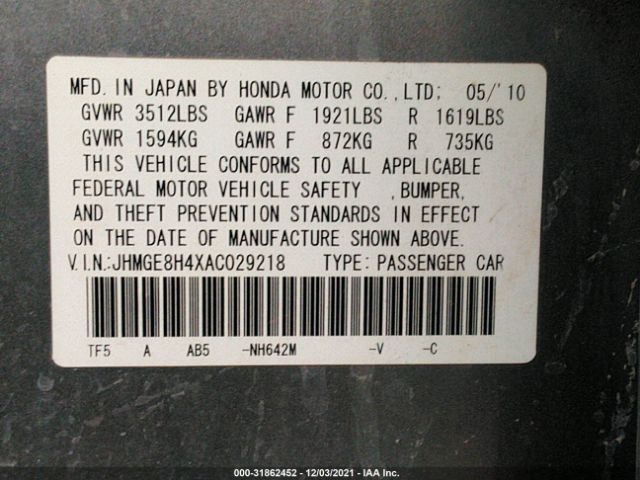 MFD. IN JAPAN BY HONDA MOTOR CO.,LTD; 05/'10
GVWR 3512LBS GAWR F 1921LBS R 1619LBS
GVWR 1594KG GAWR F 872KG R 735KG
THIS VEHICLE CONFORMS TO ALL APPLICABLE
FEDERAL MOTOR VEHICLE SAFETY ,BUMPER,
AND THEFT PREVENTION STANDARDS IN EFFECT
ON THE DATE OF MANUFACTURE SHOWN ABOVE.
V.I.N.:JHMGE8H4XAC029218 TYPE: PASSENGER CAR
TF5 A AB5 -NH642M -V -C
000-31862452 - 12/03/2021 - IAA Inc.